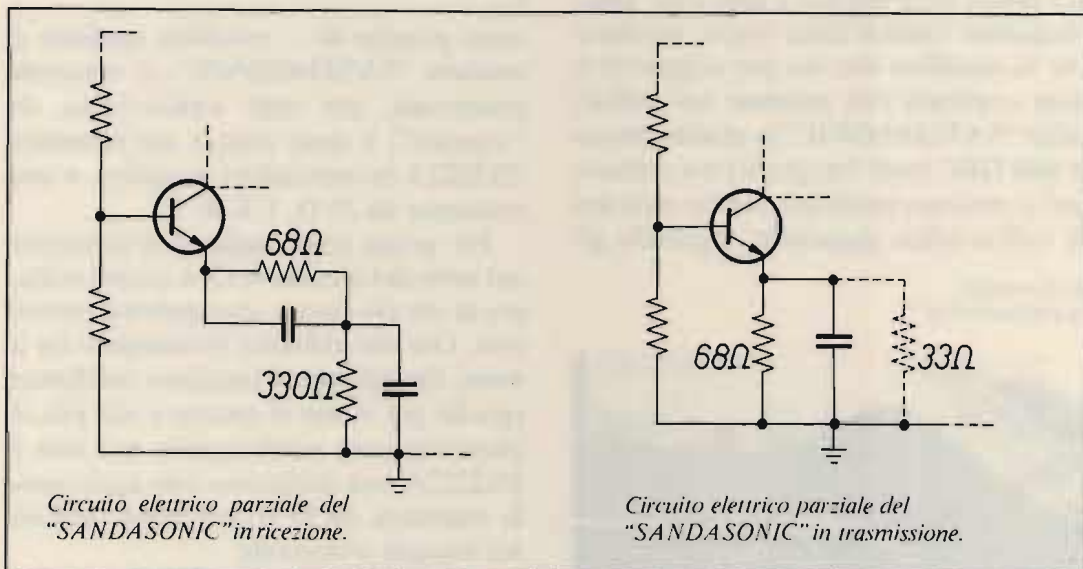 68Ω
330Ω
Circuito elettrico parziale del
"SANDASONIC" in ricezione.
68Ω
33Ω
Circuito elettrico parziale del
"SANDASONIC" in trasmissione.